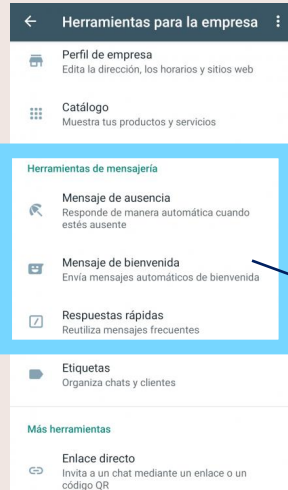 Herramientas para la empresa
Perfil de empresa
Edita la dirección, los horarios y sitios web
Catálogo
Muestra tus productos y servicios
Herramientas de mensajería
Mensaje de ausencia
Responde de manera automática cuando
estés ausente
Mensaje de bienvenida
Envía mensajes automáticos de bienvenida
Respuestas rápidas
Reutiliza mensajes frecuentes
Etiquetas
Organiza chats y clientes
Más herramientas
Enlace directo
Invita a un chat mediante un enlace o un
código QR